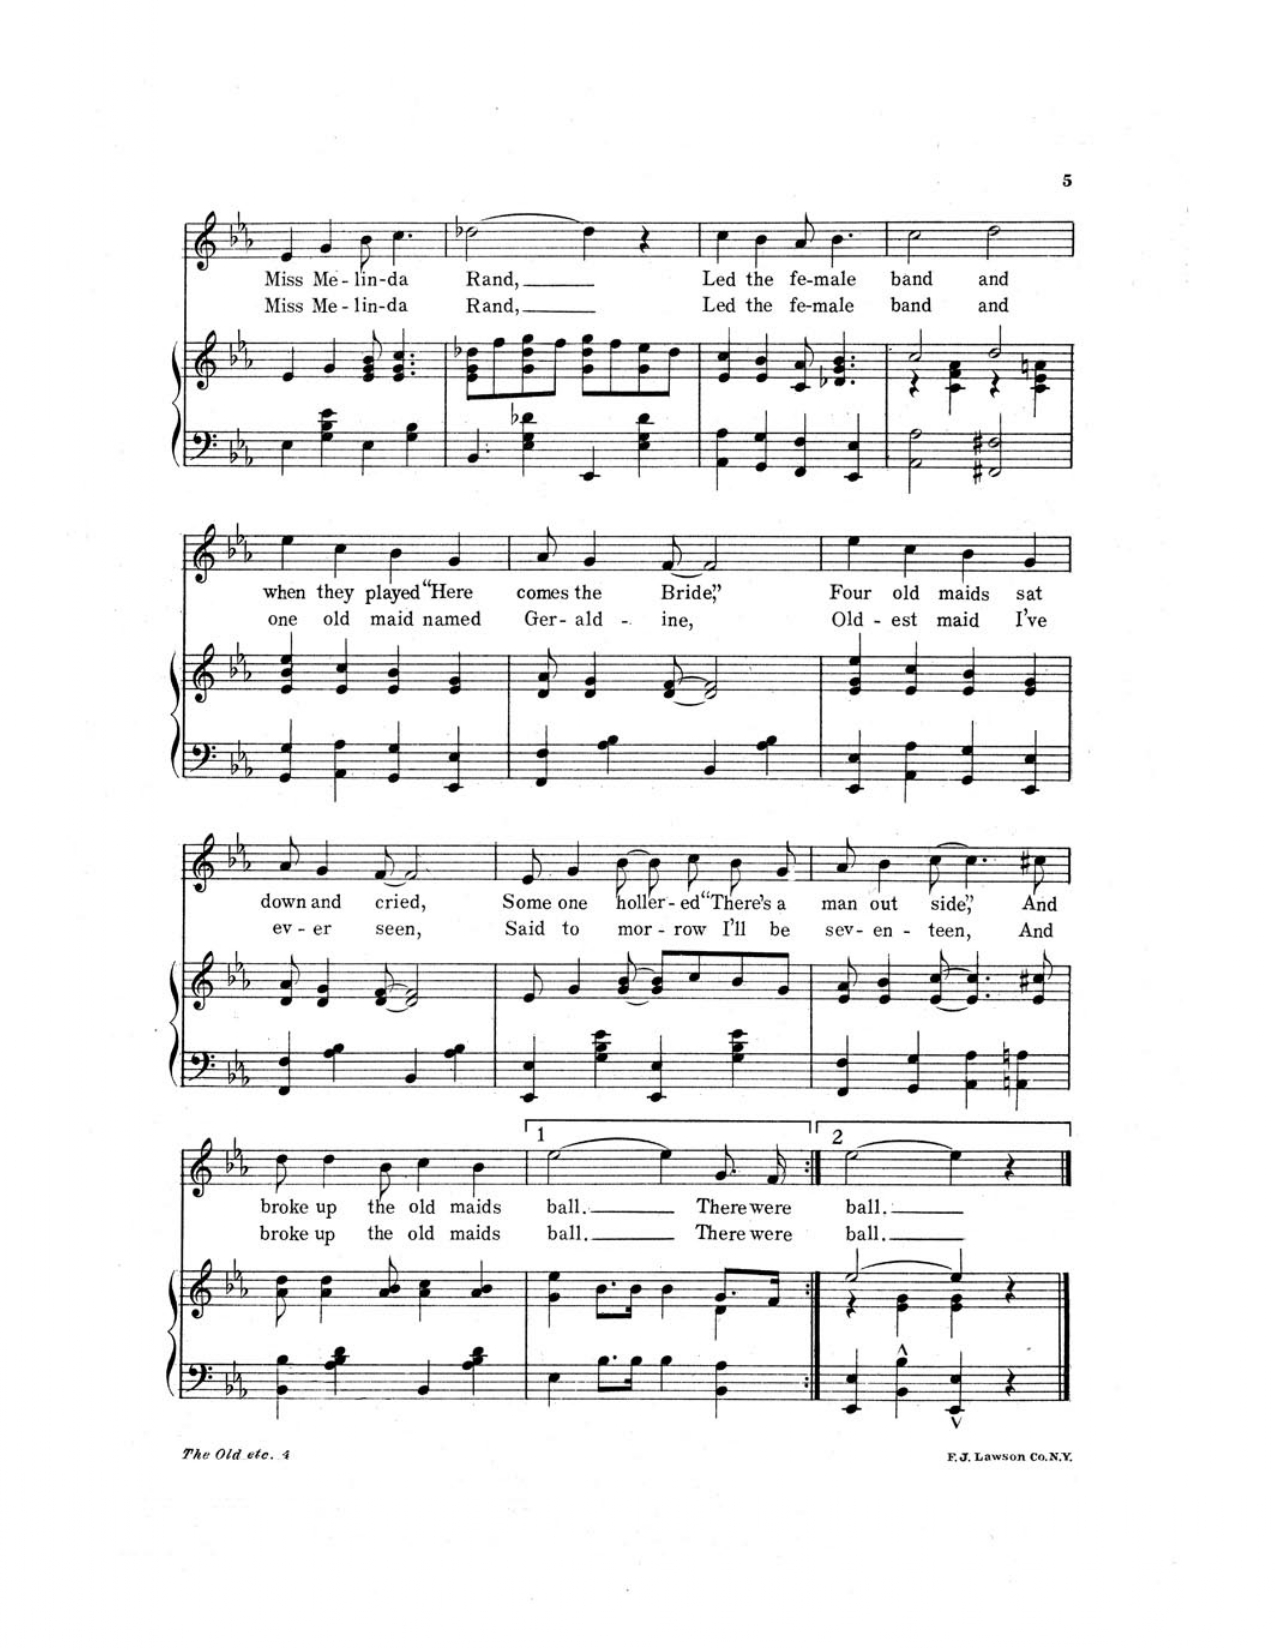 5
Miss Me - lin - da Rand, Led the fe - male band and
Miss Me - lin - da Rand, Led the fe - male band and
when they played "Here comes the Bride," Four old maids sat
one old maid named Ger - ald - ine, Old - est maid I've
down and cried, Some one holler - ed "There's a man out side," And
ev - er seen, Said to mor - row I'll be sev - en - teen, And
1 2
broke up the old maids ball. There were ball.
broke up the old maids ball. There were ball.
The Old etc. 4 F. J. Lawson Co. N.Y.